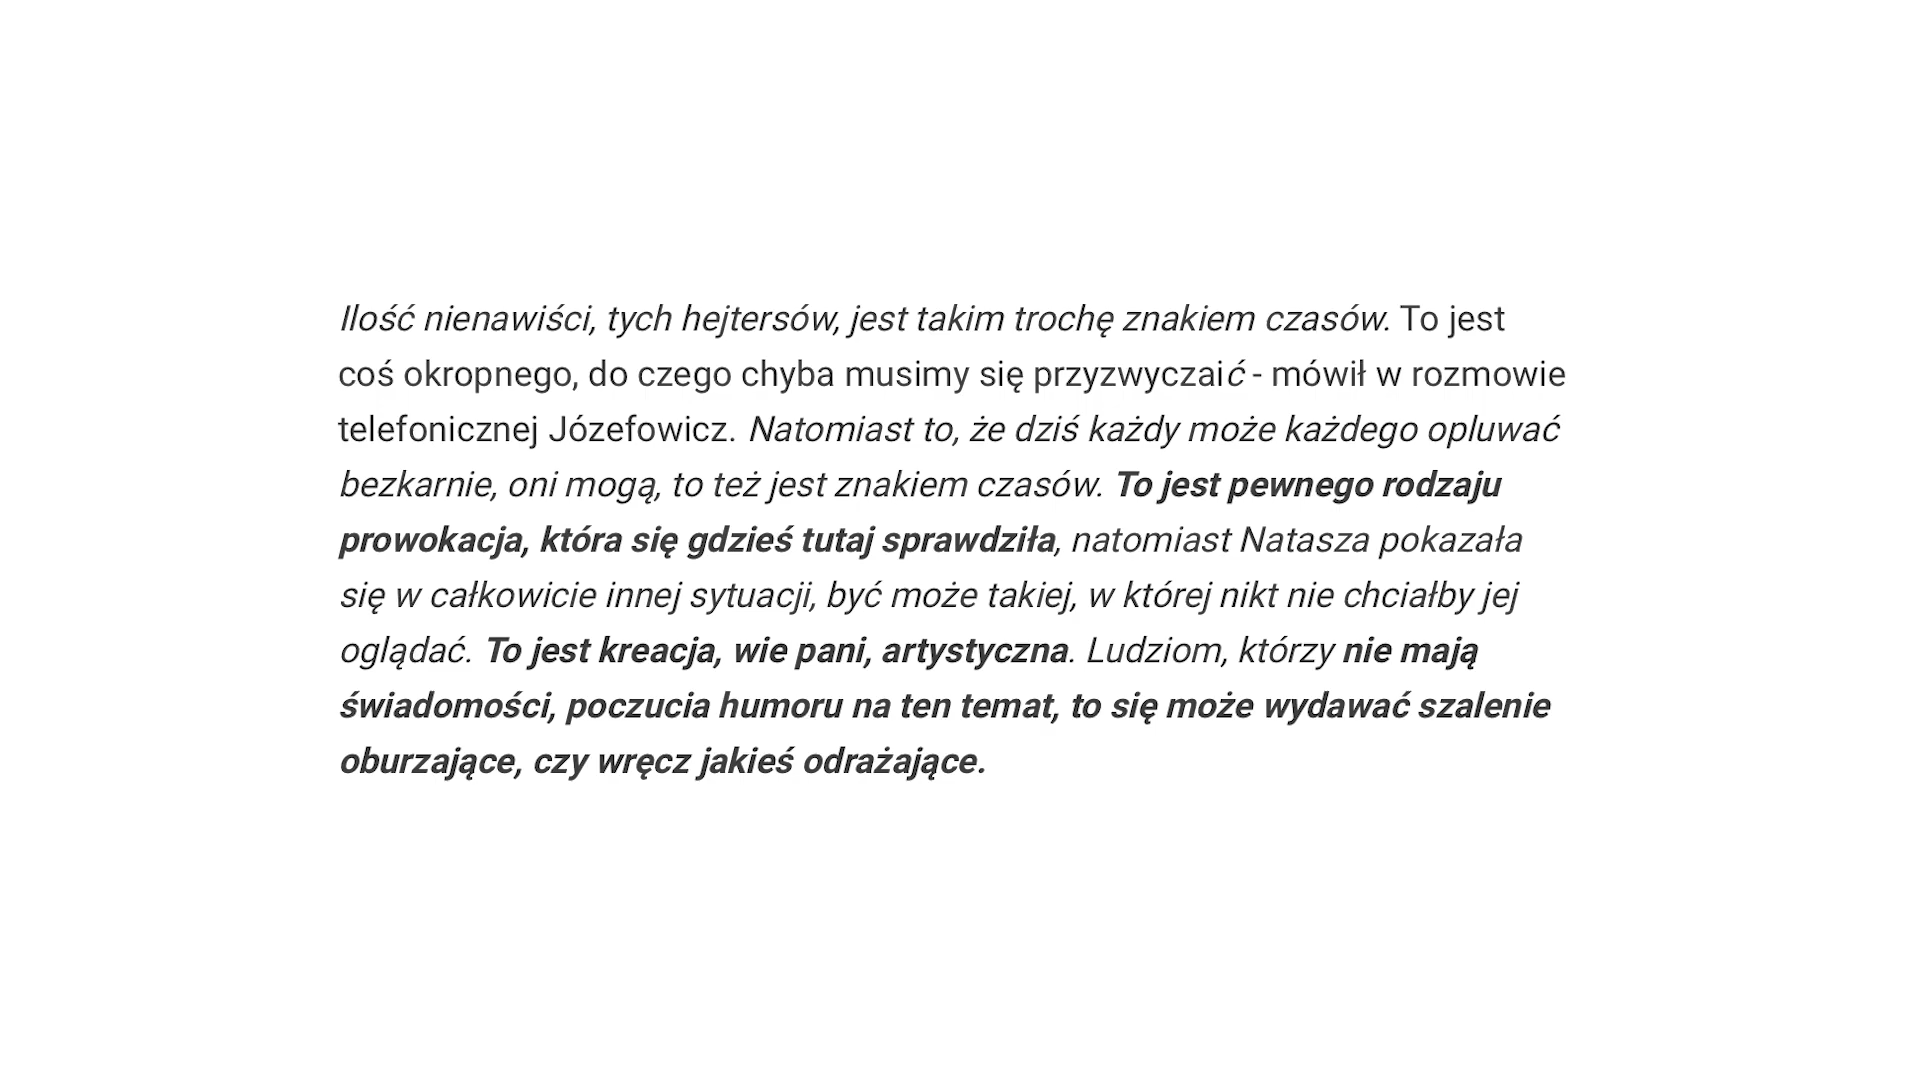 Ilość nienawiści, tych hejtersów, jest takim trochę znakiem czasów. To jest
coś okropnego, do czego chyba musimy się przyzwyczaić - mówił w rozmowie
telefonicznej Józefowicz. Natomiast to, że dziś każdy może każdego opluwać
bezkarnie, oni mogą, to też jest znakiem czasów. To jest pewnego rodzaju
prowokacja, która się gdzieś tutaj sprawdziła, natomiast Natasza pokazała
się w całkowicie innej sytuacji, być może takiej, w której nikt nie chciałby jej
oglądać. To jest kreacja, wie pani, artystyczna. Ludziom, którzy nie mają
świadomości, poczucia humoru na ten temat, to się może wydawać szalenie
oburzające, czy wręcz jakieś odrażające.